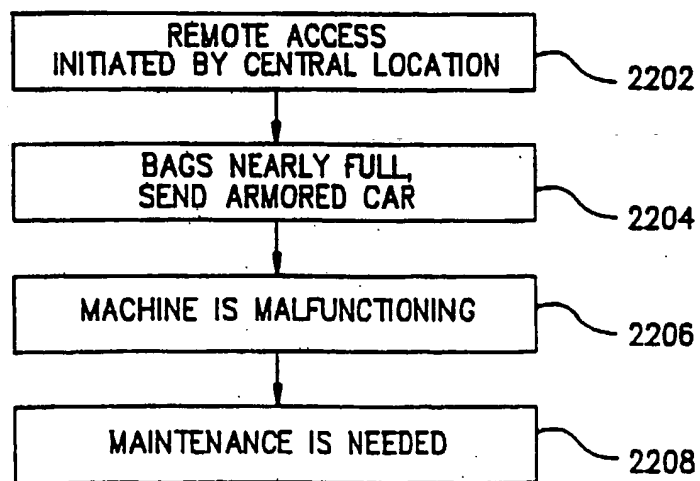 REMOTE ACCESS
INITIATED BY CENTRAL LOCATION
2202
BAGS NEARLY FULL,
SEND ARMORED CAR
2204
MACHINE IS MALFUNCTIONING
2206
MAINTENANCE IS NEEDED
2208